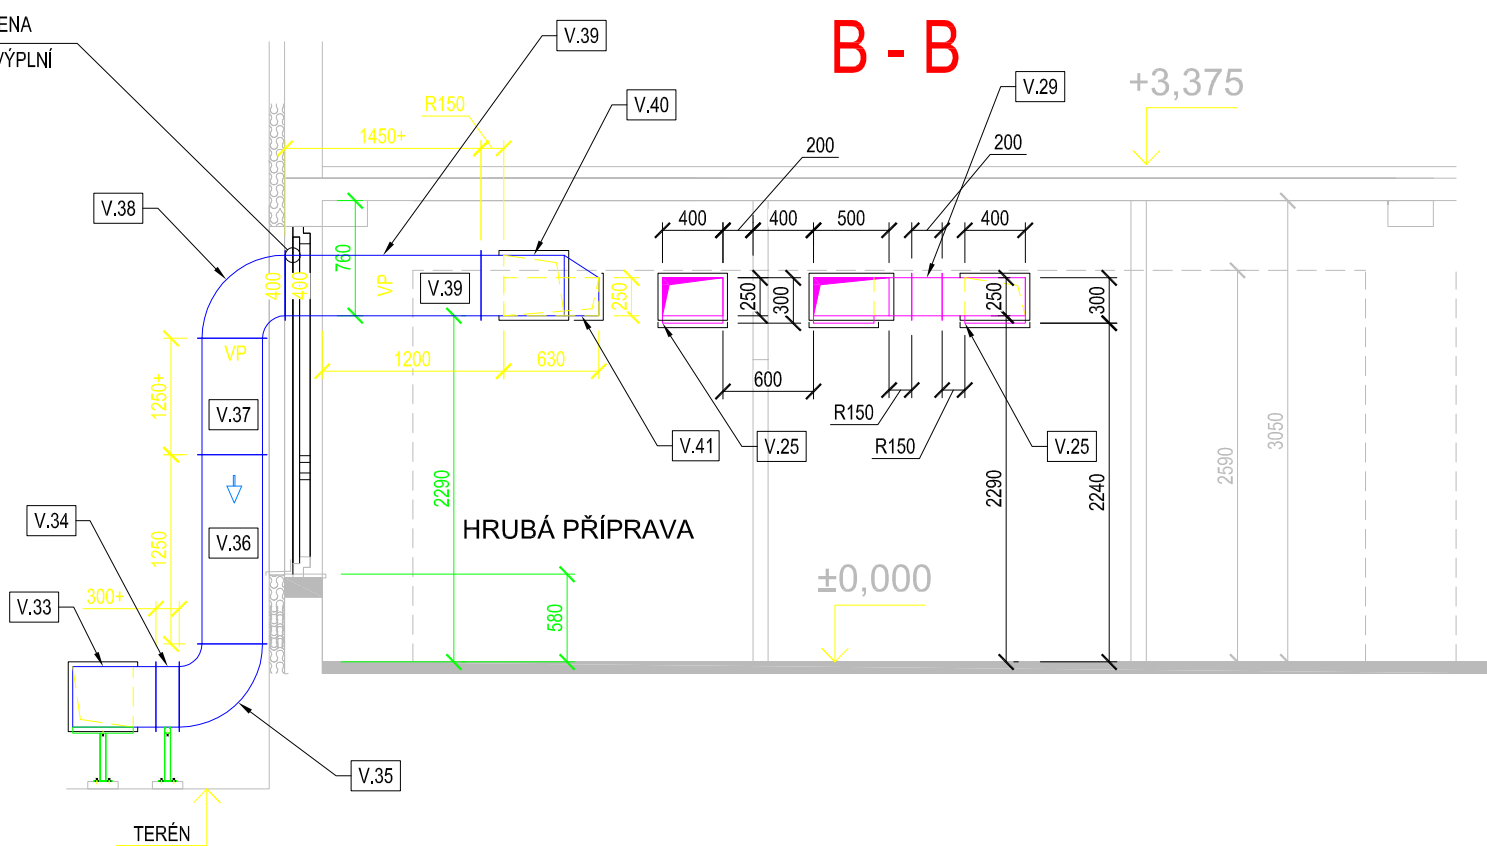 ENA
VÝPLNÍ
V.39
B - B
V.40
V.29
+3,375
R150
1450+
200
200
V.38
400
400
500
400
760
400
400
VP
V.39
250
250
300
250
300
VP
1200
630
600
1250+
V.37
R150
R150
V.41
V.25
V.25
2590
3050
2290
2290
2240
V.34
V.36
1250
HRUBÁ PŘÍPRAVA
±0,000
V.33
300+
580
V.35
TERÉN